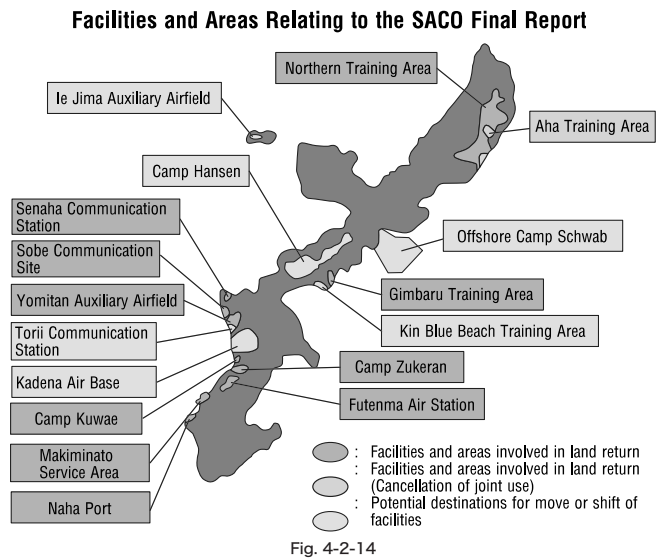 Facilities and Areas Relating to the SACO Final Report
Northern Training Area
Ie Jima Auxiliary Airfield
Aha Training Area
Camp Hansen
Senaha Communication
Station
Offshore Camp Schwab
Sobe Communication
Site
Yomitan Auxiliary Airfield
Gimbaru Training Area
Torii Communication
Station
Kin Blue Beach Training Area
Kadena Air Base
Camp Zukeran
Camp Kuwae
Futenma Air Station
Makiminato
Service Area
Naha Port
: Facilities and areas involved in land return
: Facilities and areas involved in land return
(Cancellation of joint use)
: Potential destinations for move or shift of
facilities
Fig. 4-2-14